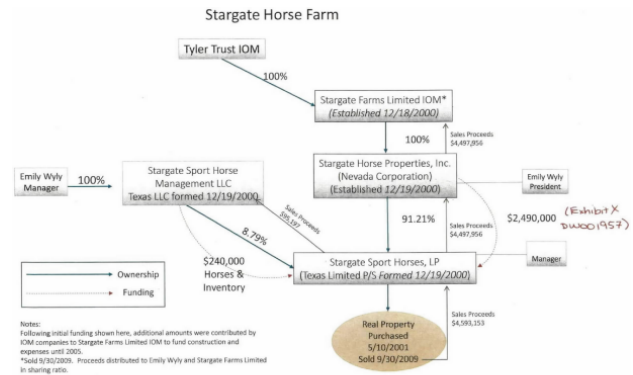 Stargate Horse Farm
Tyler Trust IOM
100%
Stargate Farms Limited IOM*
(Established 12/18/2000)
100%
Sales Proceeds
$4,497,956
Emily Wyly
Manager
100%
Stargate Sport Horse
Management LLC
Texas LLC formed 12/19/2000
Stargate Horse Properties, Inc.
(Nevada Corporation)
(Established 12/19/2000)
Emily Wyly
President
Sales Proceeds
$95,197
8.79%
91.21%
Sales Proceeds
$4,497,956
$2,490,000
(Exhibit X
DW001957)
$240,000
Horses &
Inventory
Stargate Sport Horses, LP
(Texas Limited P/S Formed 12/19/2000)
Manager
Ownership
Funding
Real Property
Purchased
5/10/2001
Sold 9/30/2009
Sales Proceeds
$4,593,153
Notes:
Following initial funding shown here, additional amounts were contributed by
IOM companies to Stargate Farms Limited IOM to fund construction and
expenses until 2005.
*Sold 9/30/2009. Proceeds distributed to Emily Wyly and Stargate Farms Limited
in sharing ratio.